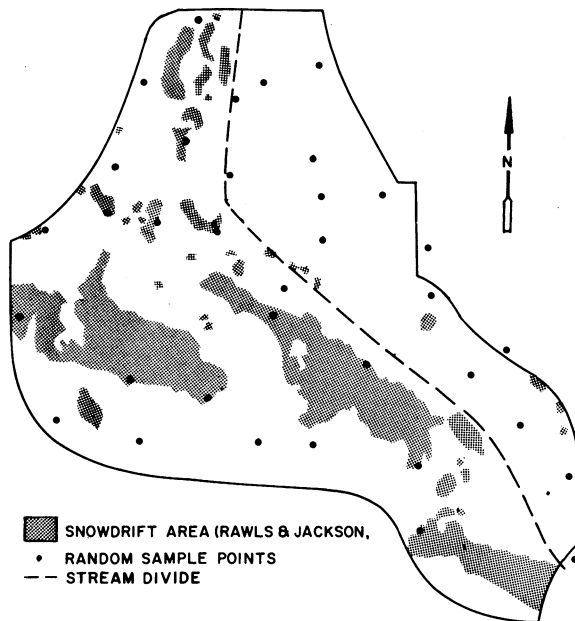 N
SNOWDRIFT AREA (RAWLS & JACKSON,
RANDOM SAMPLE POINTS
STREAM DIVIDE